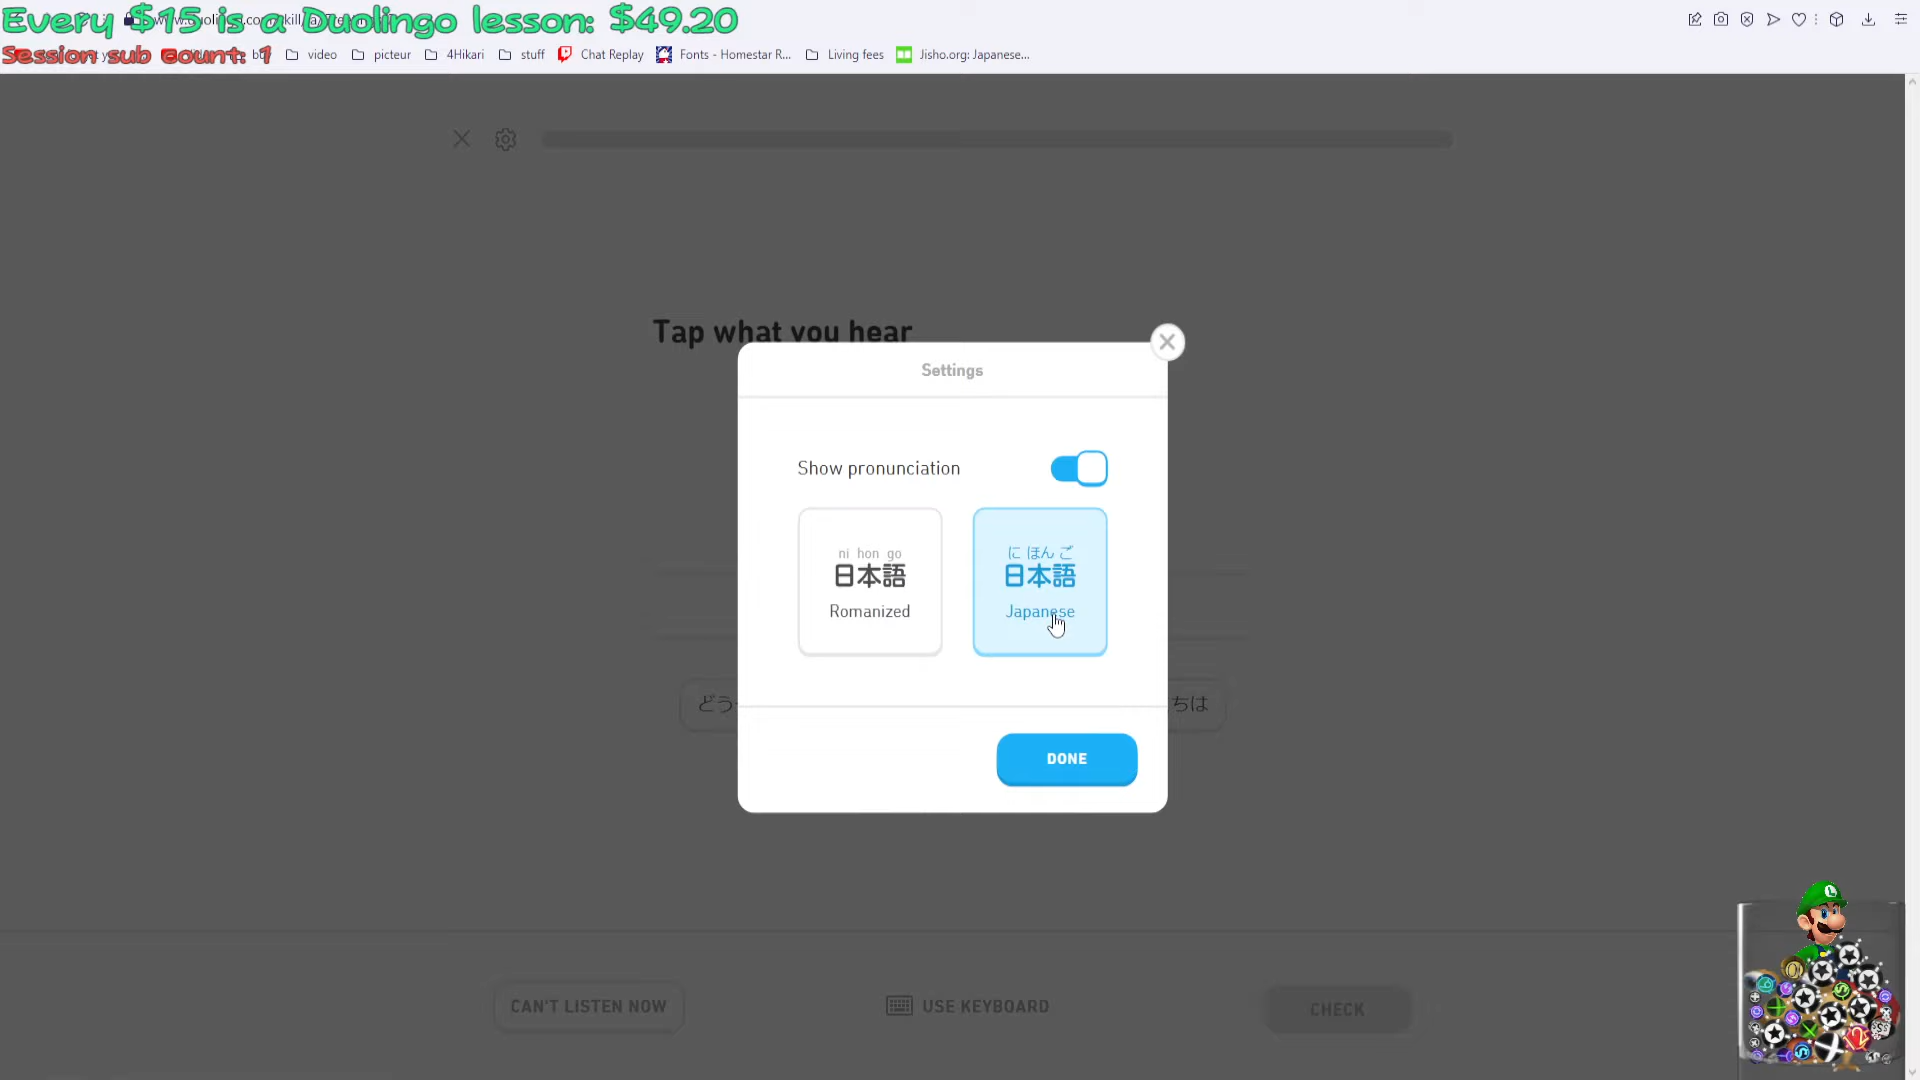 Every $15 is a Duolingo lesson: $49.20
Session sub count: 1
video
picteur
4Hikari
stuff
Chat Replay
Fonts - Homestar R...
Living fees
Jisho.org: Japanese...
Tap what you hear
Settings
Show pronunciation
ni hon go
日本語
Romanized
に ほん ご
日本語
Japanese
どう
ちは
DONE
CAN'T LISTEN NOW
USE KEYBOARD
CHECK